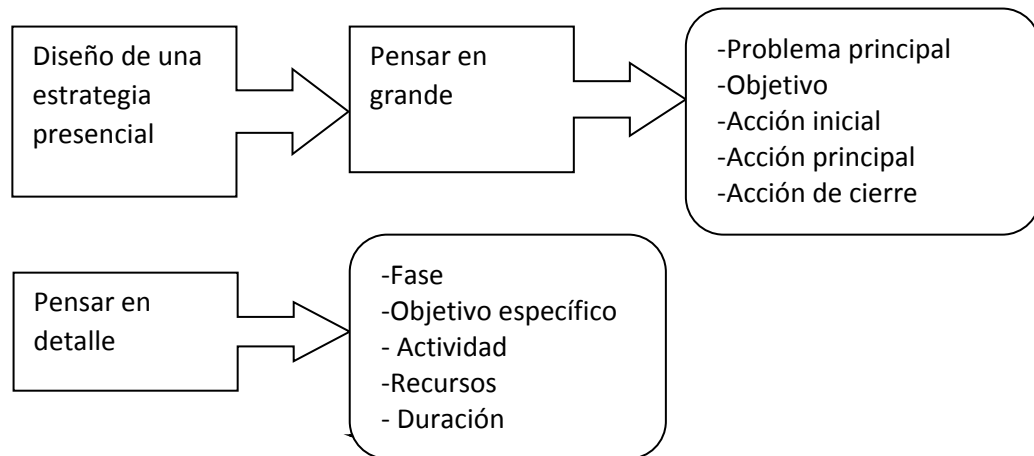 Diseño de una
estrategia
presencial
Pensar en
grande
-Problema principal
-Objetivo
-Acción inicial
-Acción principal
-Acción de cierre
Pensar en
detalle
-Fase
-Objetivo específico
- Actividad
-Recursos
- Duración